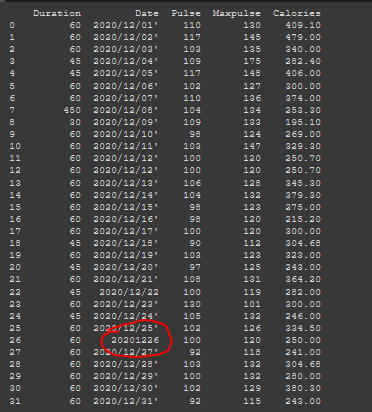 Duration Date Pulse Maxpulse Calories
0 60 2020/12/01' 110 130 409.10
1 60 2020/12/02' 117 145 479.00
2 60 2020/12/03' 103 135 340.00
3 45 2020/12/04' 109 175 282.40
4 45 2020/12/05' 117 148 406.00
5 60 2020/12/06' 102 127 300.00
6 60 2020/12/07' 110 136 374.00
7 450 2020/12/08' 104 134 253.30
8 30 2020/12/09' 109 133 195.10
9 60 2020/12/10' 98 124 269.00
10 60 2020/12/11' 103 147 329.30
11 60 2020/12/12' 100 120 250.70
12 60 2020/12/12' 100 120 250.70
13 60 2020/12/13' 106 128 345.30
14 60 2020/12/14' 104 132 379.30
15 60 2020/12/15' 98 123 275.00
16 60 2020/12/16' 98 120 215.20
17 60 2020/12/17' 100 120 300.00
18 45 2020/12/18' 90 112 304.68
19 60 2020/12/19' 103 123 323.00
20 45 2020/12/20' 97 125 243.00
21 60 2020/12/21' 108 131 364.20
22 45 2020/12/22 100 119 282.00
23 60 2020/12/23' 130 101 300.00
24 45 2020/12/24' 105 132 246.00
25 60 2020/12/25' 102 126 334.50
26 60 20201226 100 120 250.00
27 60 2020/12/27' 92 118 241.00
28 60 2020/12/28' 103 132 304.68
29 60 2020/12/29' 100 132 280.00
30 60 2020/12/30' 102 129 380.30
31 60 2020/12/31' 92 115 243.00